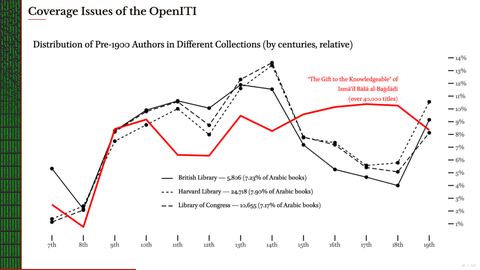 Coverage Issues of the OpenITI
Distribution of Pre-1900 Authors in Different Collections (by centuries, relative)
"The Gift to the Knowledgeable" of
Ismāʿīl Bāšā al-Baġdādī
(over 40,000 titles)
14%
13%
12%
11%
10%
9%
8%
7%
6%
5%
4%
3%
2%
1%
British Library — 5,806 (7.23% of Arabic books)
Harvard Library — 24,718 (7.90% of Arabic books)
Library of Congress — 10,655 (7.17% of Arabic books)
7th 8th 9th 10th 11th 12th 13th 14th 15th 16th 17th 18th 19th